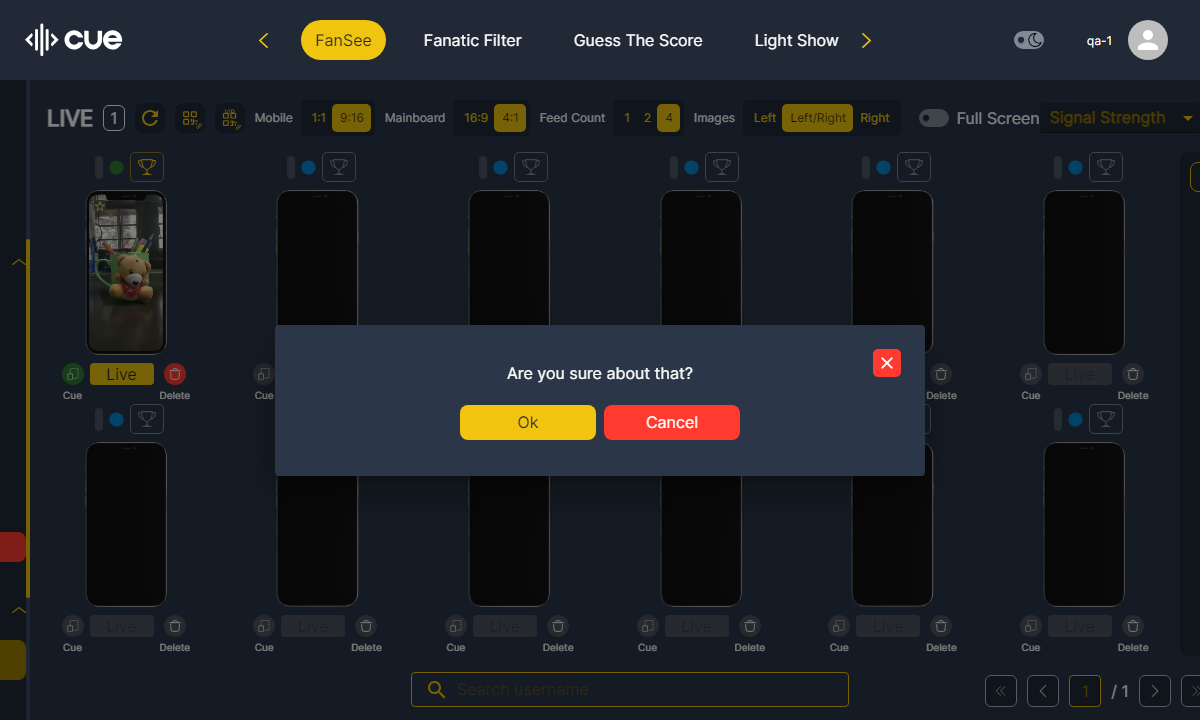 cue
FanSee
Fanatic Filter
Guess The Score
Light Show
qa-1
LIVE 1
Mobile 1:1 9:16
Mainboard 16:9 4:1
Feed Count 1 2 4
Images Left Left/Right Right
Full Screen
Signal Strength
Live
Cue Delete
Cue
Delete
Live
Cue Delete
Are you sure about that?
Ok Cancel
Live Live Live Live Live Live
Cue Delete Cue Delete Cue Delete Cue Delete Cue Delete Cue Delete
Search username
1 / 1